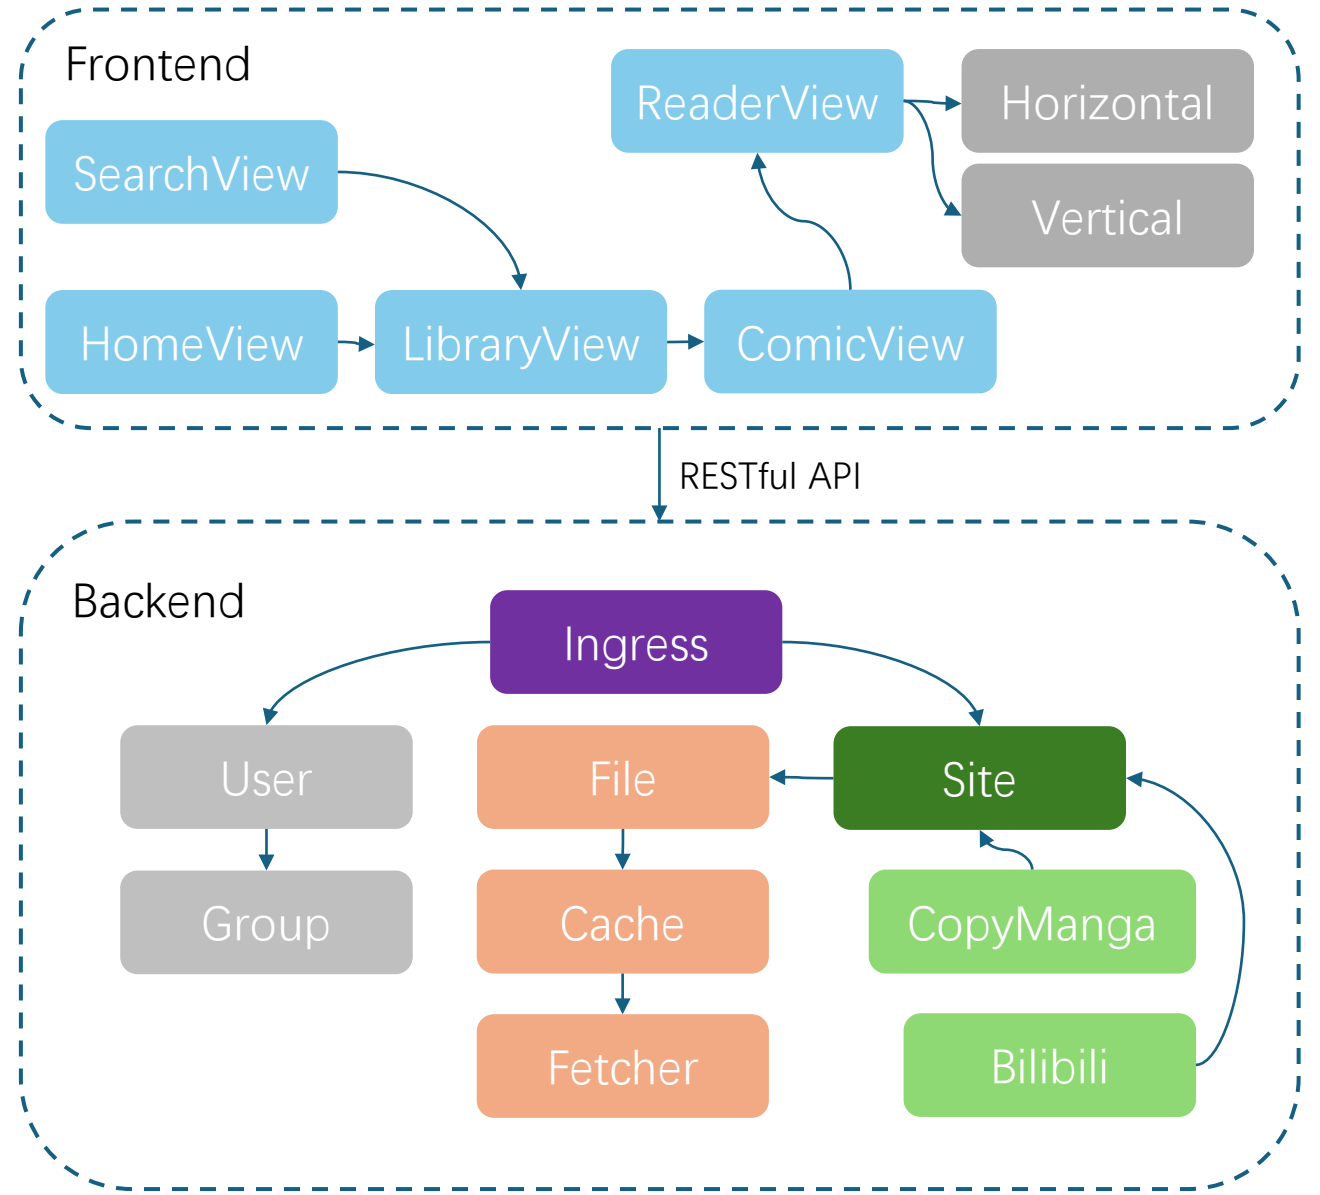 Frontend
ReaderView
Horizontal
SearchView
Vertical
HomeView
LibraryView
ComicView
RESTful API
Backend
Ingress
User
File
Site
Group
Cache
CopyManga
Fetcher
Bilibili